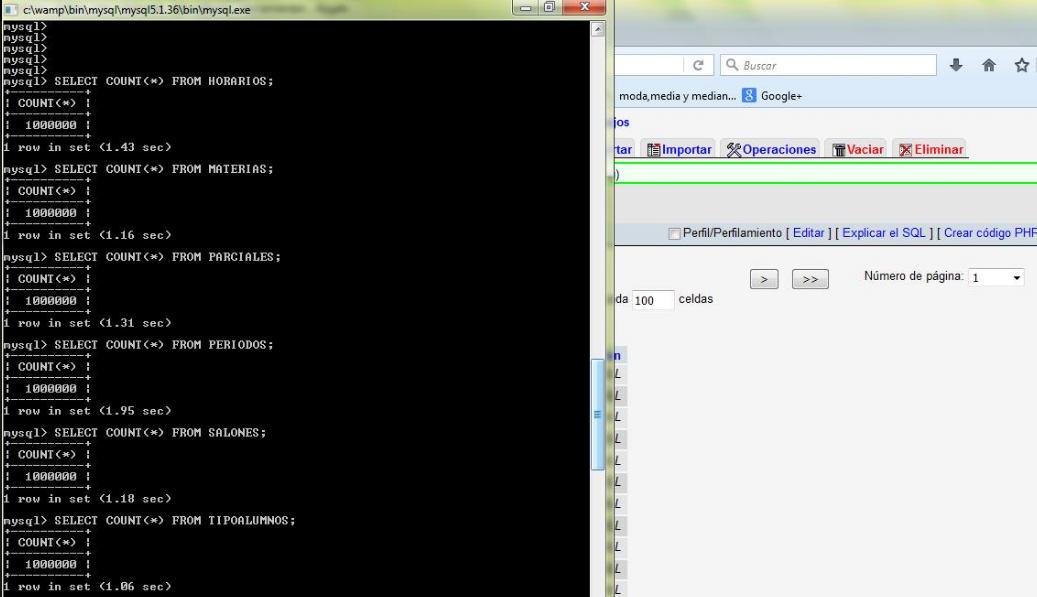 c:\wamp\bin\mysql\mysql5.1.36\bin\mysql.exe
mysql>
mysql>
mysql>
mysql>
mysql>
mysql> SELECT COUNT(*) FROM HORARIOS;
+----------+
| COUNT(*) |
+----------+
| 1000000 |
+----------+
1 row in set (1.43 sec)
mysql> SELECT COUNT(*) FROM MATERIAS;
+----------+
| COUNT(*) |
+----------+
| 1000000 |
+----------+
1 row in set (1.16 sec)
mysql> SELECT COUNT(*) FROM PARCIALES;
+----------+
| COUNT(*) |
+----------+
| 1000000 |
+----------+
1 row in set (1.31 sec)
mysql> SELECT COUNT(*) FROM PERIODOS;
+----------+
| COUNT(*) |
+----------+
| 1000000 |
+----------+
1 row in set (1.95 sec)
mysql> SELECT COUNT(*) FROM SALONES;
+----------+
| COUNT(*) |
+----------+
| 1000000 |
+----------+
1 row in set (1.18 sec)
mysql> SELECT COUNT(*) FROM TIPOALUMNOS;
+----------+
| COUNT(*) |
+----------+
| 1000000 |
+----------+
1 row in set (1.06 sec)
Buscar
moda,media y median... Google+
jos
tar Importar Operaciones Vaciar Eliminar
)
Perfil/Perfilamiento [ Editar ] [ Explicar el SQL ] [ Crear código PHP
> >> Número de página: 1
da 100 celdas
n
L
L
L
L
L
L
L
L
L
L
L